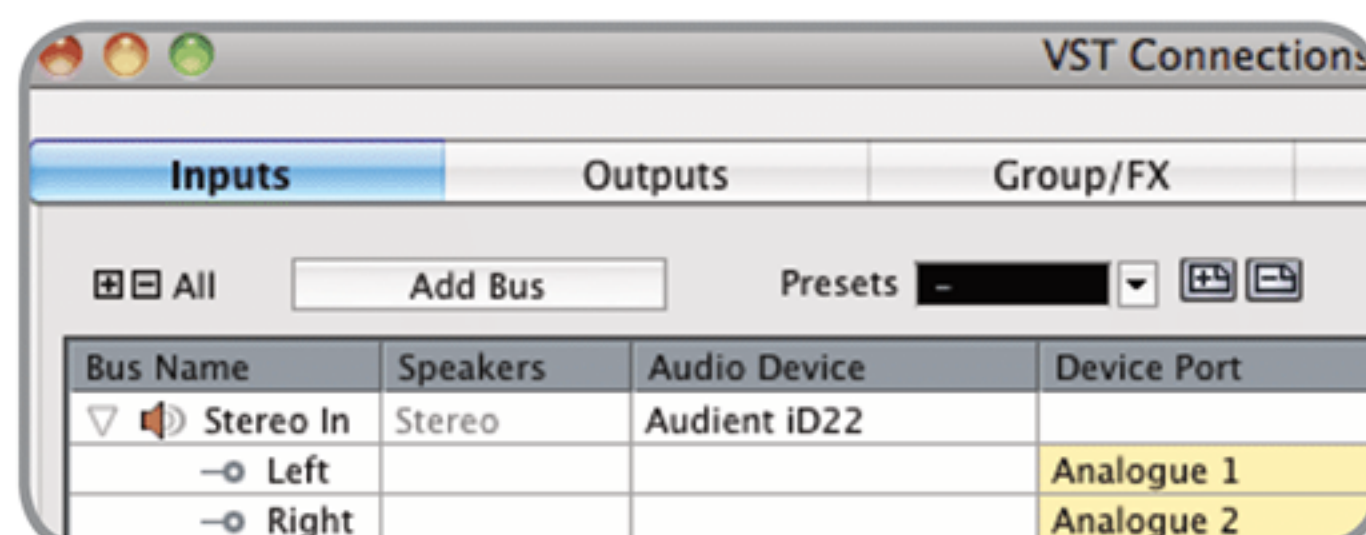 VST Connections
Inputs Outputs Group/FX
All Add Bus Presets –
Bus Name Speakers Audio Device Device Port
Stereo In Stereo Audient iD22
Left Analogue 1
Right Analogue 2